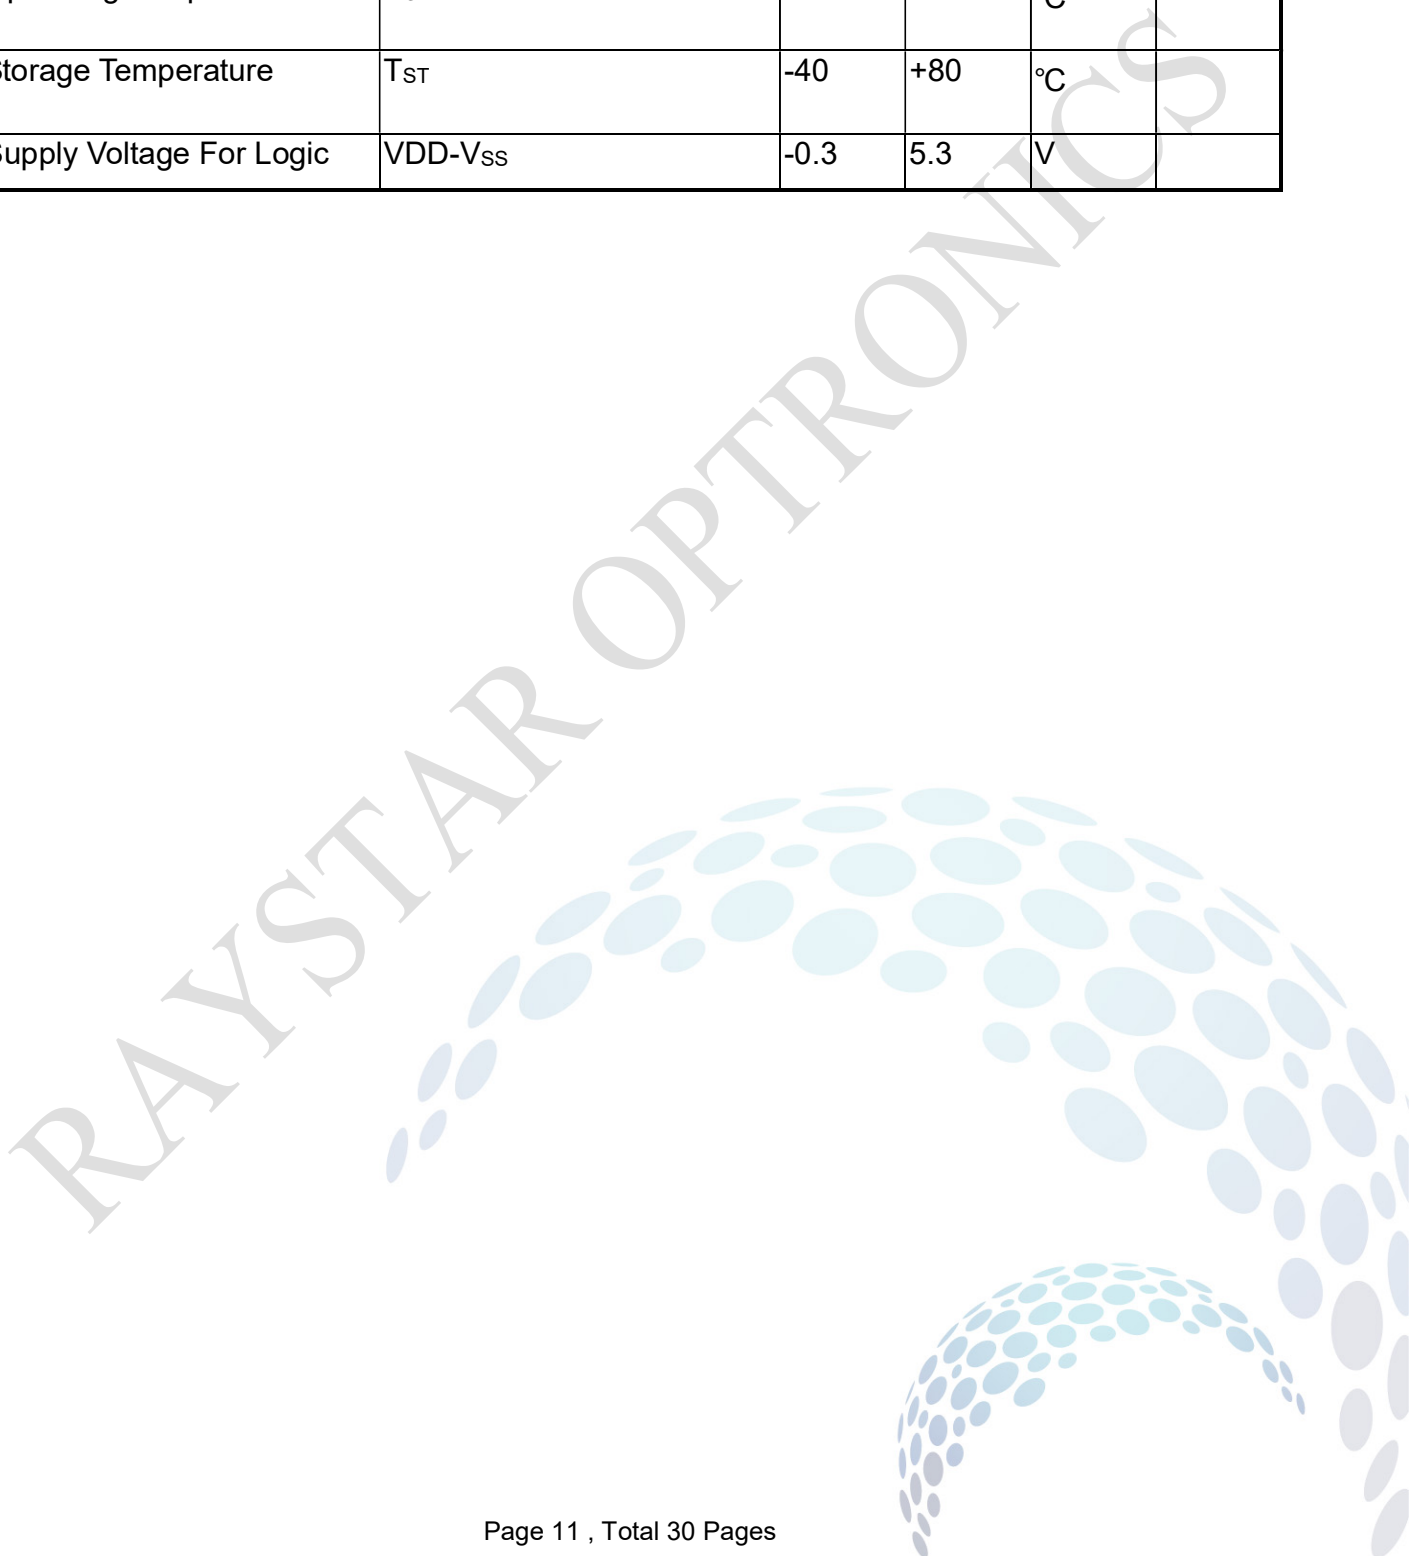 ℃
Storage Temperature TST -40 +80 ℃
Supply Voltage For Logic VDD-VSS -0.3 5.3 V
RAYSTAR OPTRONICS
Page 11 , Total 30 Pages